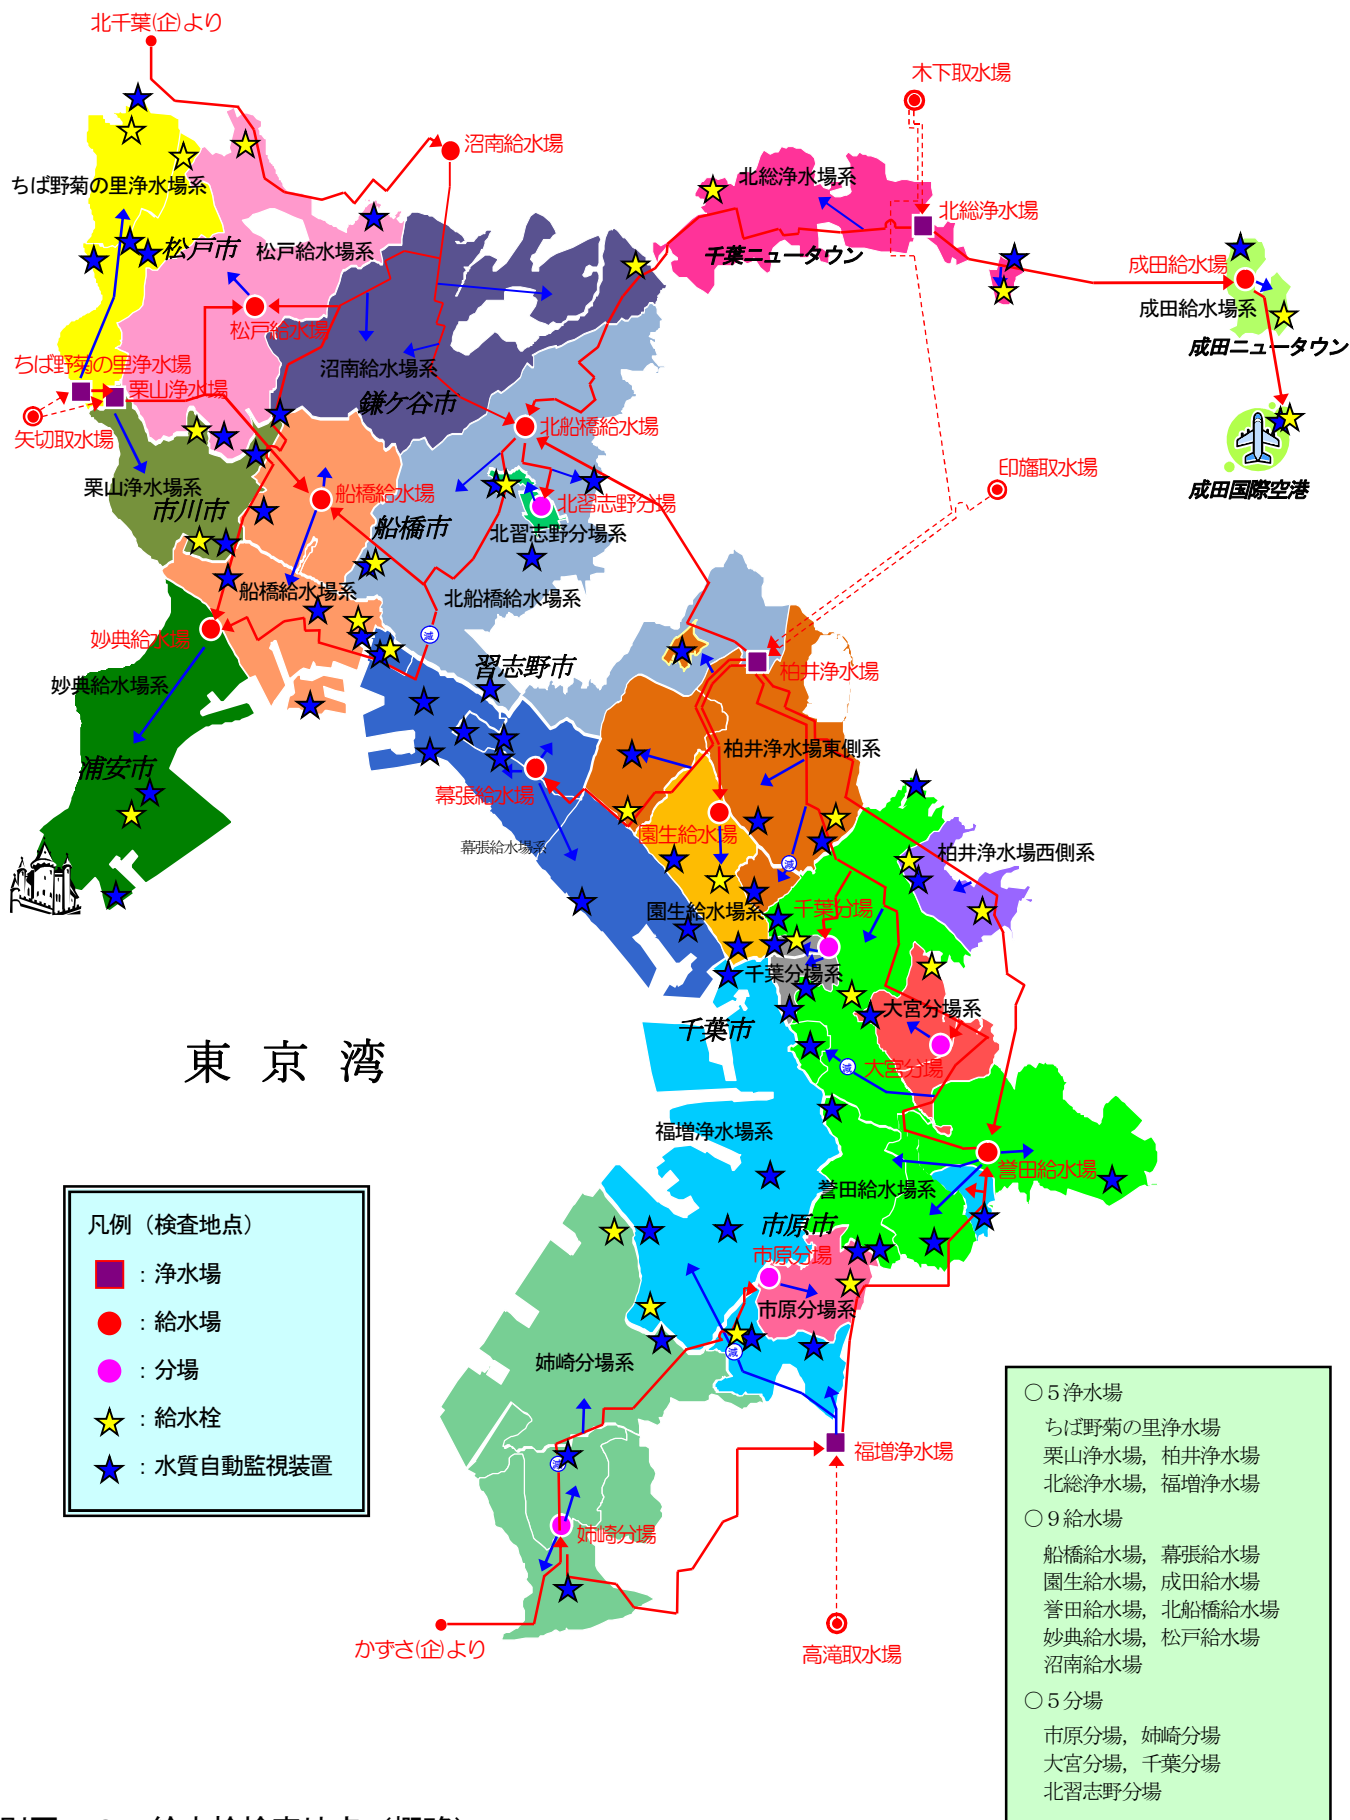 北千葉(企)より
木下取水場
沼南給水場
ちば野菊の里浄水場系
北総浄水場系
北総浄水場
松戸市
松戸給水場系
千葉ニュータウン
成田給水場
成田給水場系
松戸給水場
成田ニュータウン
ちば野菊の里浄水場
沼南給水場系
栗山浄水場
鎌ケ谷市
矢切取水場
北船橋給水場
印旛取水場
栗山浄水場系
船橋給水場
成田国際空港
市川市
船橋市
北習志野分場
北習志野分場系
船橋給水場系
北船橋給水場系
減
妙典給水場
習志野市
柏井浄水場
妙典給水場系
柏井浄水場東側系
浦安市
幕張給水場
園生給水場
幕張給水場系
柏井浄水場西側系
減
園生給水場系
千葉分場
千葉分場系
大宮分場系
千葉市
東京湾
大宮分場
減
福増浄水場系
誉田給水場
誉田給水場系
市原市
市原分場
市原分場系
減
姉崎分場系
福増浄水場
減
姉崎分場
かずさ(企)より
高滝取水場
凡例（検査地点）
：浄水場
：給水場
：分場
：給水栓
：水質自動監視装置
○５浄水場
ちば野菊の里浄水場
栗山浄水場，柏井浄水場
北総浄水場，福増浄水場
○９給水場
船橋給水場，幕張給水場
園生給水場，成田給水場
誉田給水場，北船橋給水場
妙典給水場，松戸給水場
沼南給水場
○５分場
市原分場，姉崎分場
大宮分場，千葉分場
北習志野分場